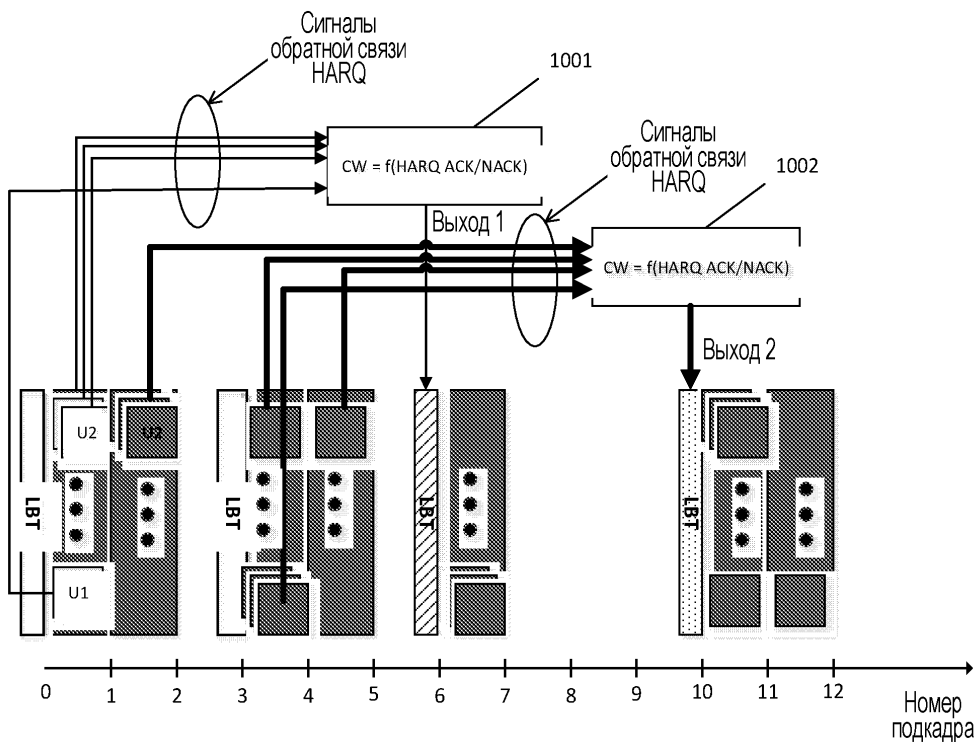 Сигналы
обратной связи
HARQ
1001
CW = f(HARQ ACK/NACK)
Сигналы
обратной связи
HARQ
1002
Выход 1
CW = f(HARQ ACK/NACK)
Выход 2
U2
U2
LBT
LBT
LBT
LBT
U1
0 1 2 3 4 5 6 7 8 9 10 11 12
Номер
подкадра